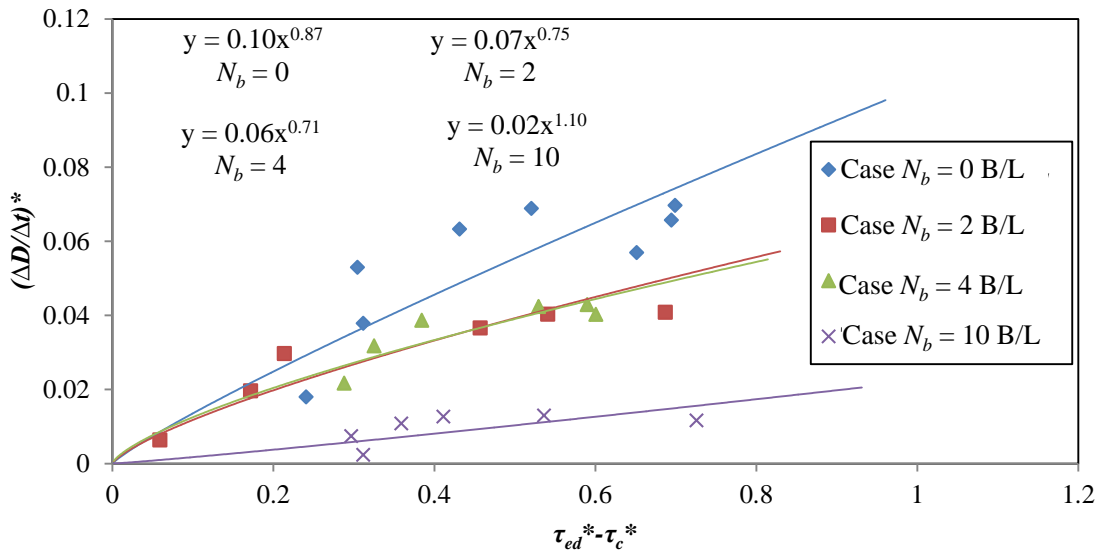 y = 0.10x^0.87
N_b = 0
y = 0.07x^0.75
N_b = 2
y = 0.06x^0.71
N_b = 4
y = 0.02x^1.10
N_b = 10
0.12
0.1
0.08
0.06
0.04
0.02
0
(ΔD/Δt)*
0
0.2
0.4
0.6
0.8
1
1.2
τ_ed*-τ_c*
Case N_b = 0 B/L
Case N_b = 2 B/L
Case N_b = 4 B/L
Case N_b = 10 B/L